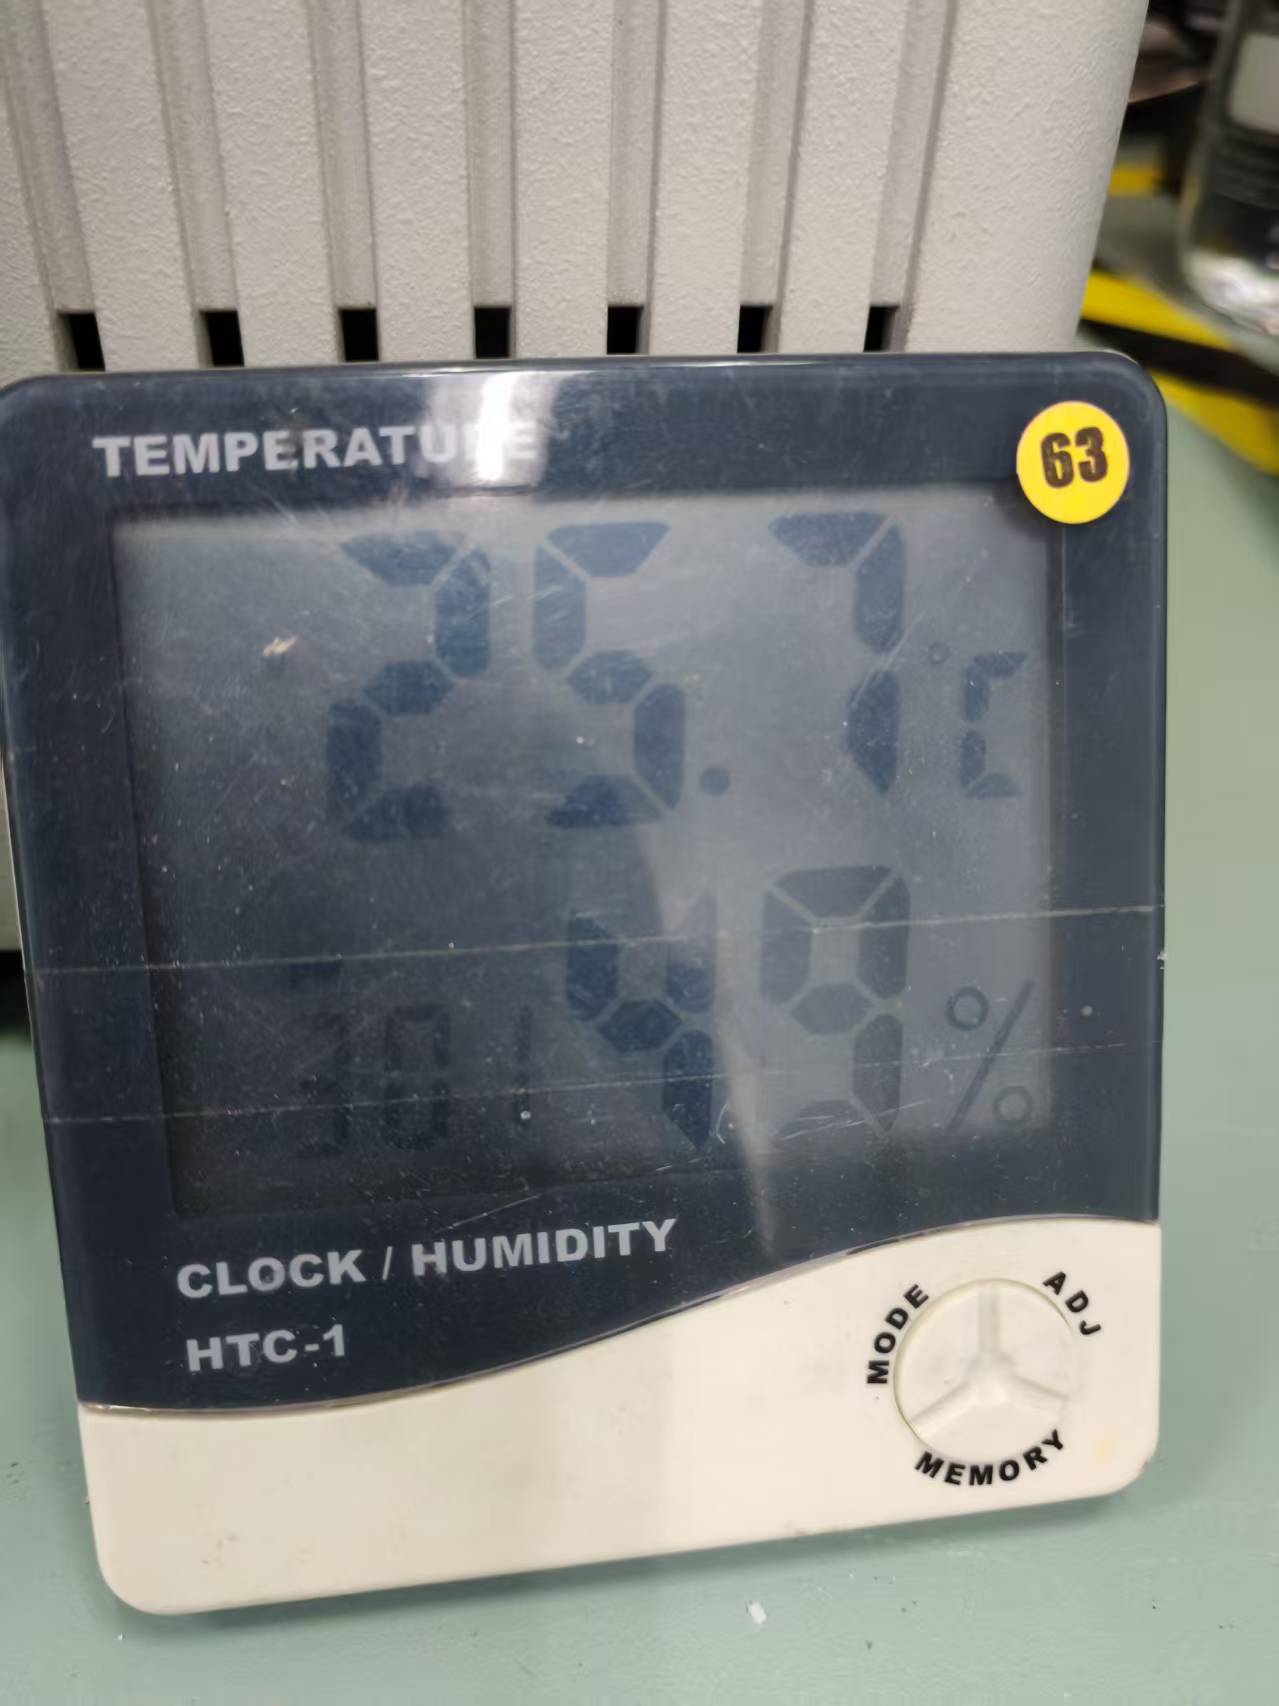 TEMPERATURE
63
25.7 °C
49 %
CLOCK / HUMIDITY
HTC-1
MODE
ADJ
MEMORY